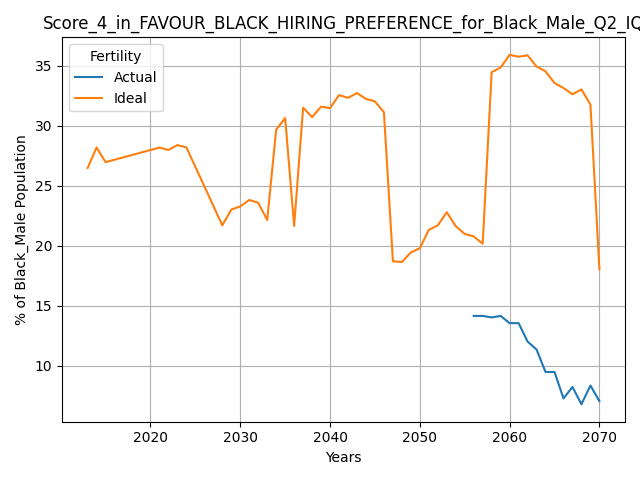 Score_4_in_FAVOUR_BLACK_HIRING_PREFERENCE_for_Black_Male_Q2_IQ
Fertility
Actual
Ideal
% of Black_Male Population
35
30
25
20
15
10
2020 2030 2040 2050 2060 2070
Years